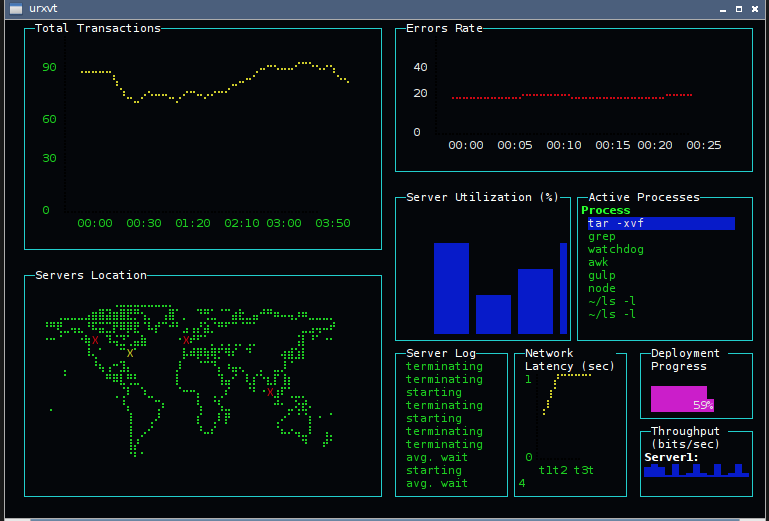 urxvt
Total Transactions
90
60
30
0
00:00 00:30 01:20 02:10 03:00 03:50
Errors Rate
40
20
0
00:00 00:05 00:10 00:15 00:20 00:25
Server Utilization (%)
Active Processes
Process
tar -xvf
grep
watchdog
awk
gulp
node
~/ls -l
~/ls -l
Servers Location
X
X
X
X
Server Log
terminating
terminating
starting
terminating
starting
terminating
terminating
avg. wait
starting
avg. wait
Network
Latency (sec)
1
0
t1t2 t3t
4
Deployment
Progress
59%
Throughput
(bits/sec)
Server1: